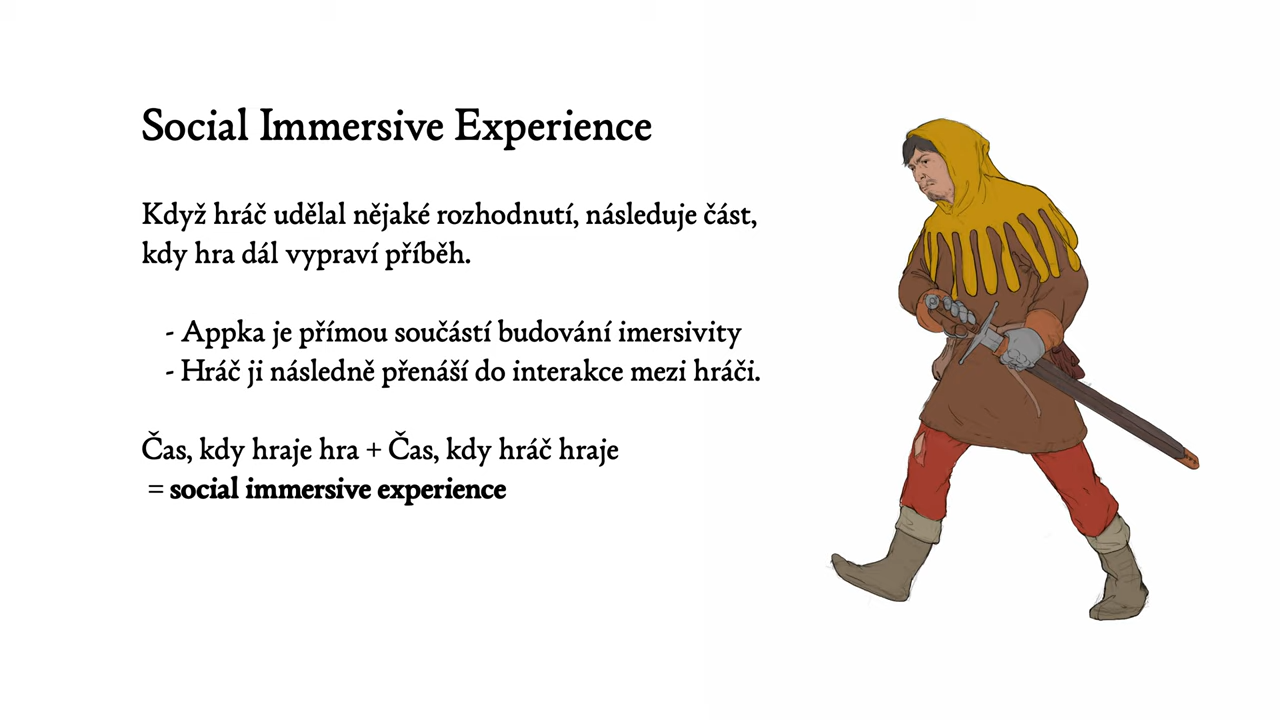 Social Immersive Experience
Když hráč udělal nějaké rozhodnutí, následuje část,
kdy hra dál vypraví příběh.
- Appka je přímou součástí budování imersivity
- Hráč ji následně přenáší do interakce mezi hráči.
Čas, kdy hraje hra + Čas, kdy hráč hraje
= social immersive experience